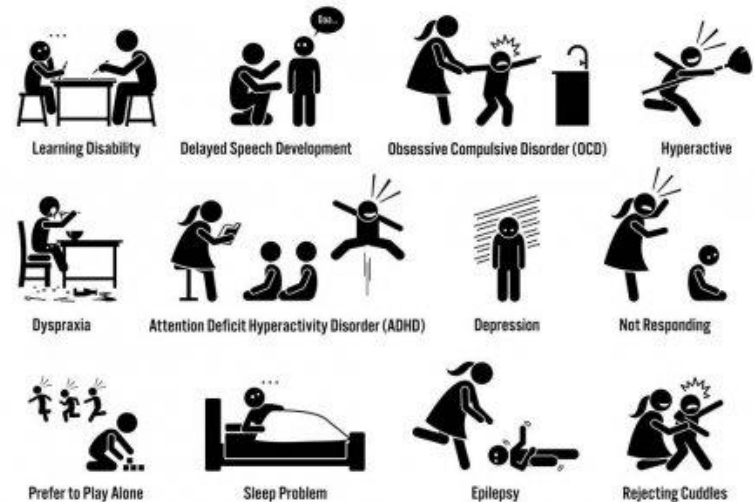 ...
Baa...
Learning Disability
Delayed Speech Development
Obsessive Compulsive Disorder (OCD)
Hyperactive
Dyspraxia
Attention Deficit Hyperactivity Disorder (ADHD)
Depression
Not Responding
...
Prefer to Play Alone
Sleep Problem
Epilepsy
Rejecting Cuddles